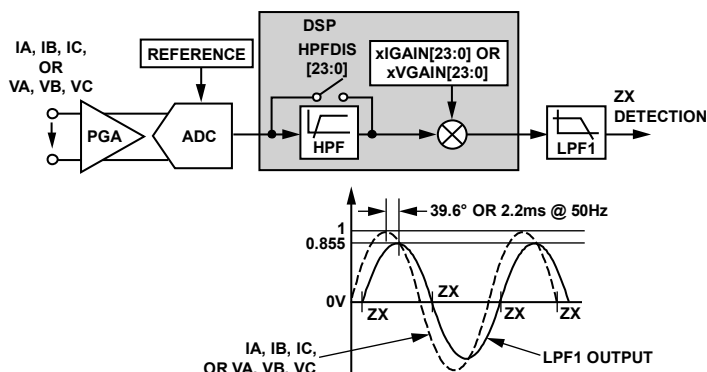 IA, IB, IC,
OR
VA, VB, VC
PGA
REFERENCE
ADC
DSP
HPFDIS
[23:0]
HPF
xIGAIN[23:0] OR
xVGAIN[23:0]
LPF1
ZX
DETECTION
39.6° OR 2.2ms @ 50Hz
1
0.855
0V
ZX
ZX
ZX
ZX
IA, IB, IC,
OR VA, VB, VC
LPF1 OUTPUT